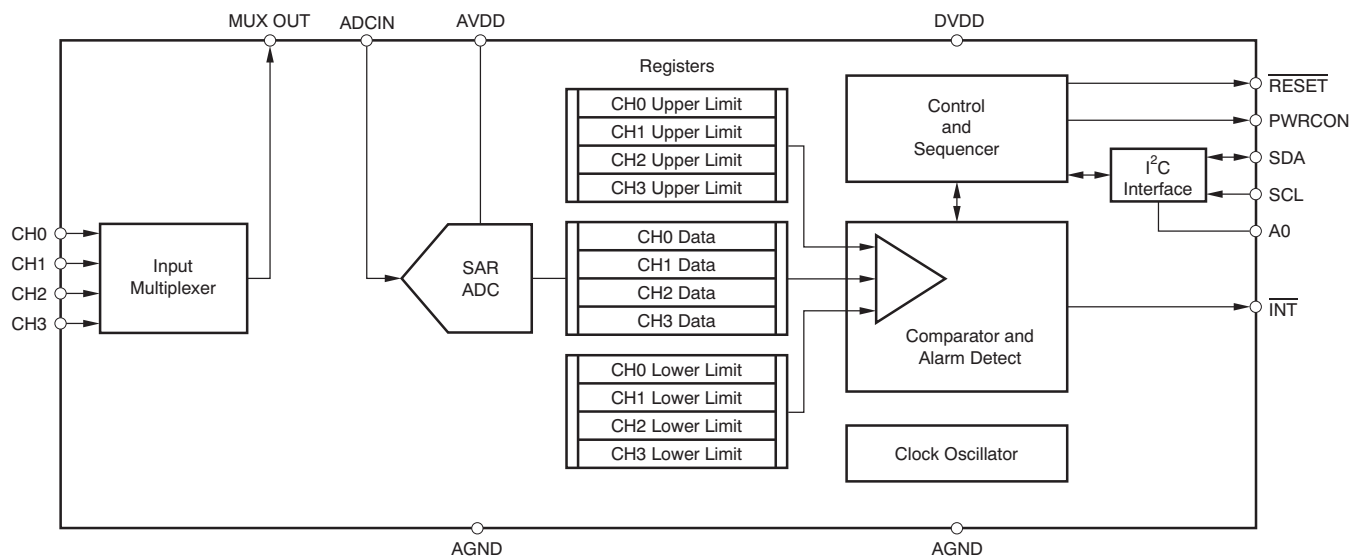 MUX OUT
ADCIN
AVDD
DVDD
Registers
CH0 Upper Limit
CH1 Upper Limit
CH2 Upper Limit
CH3 Upper Limit
Control
and
Sequencer
RESET
PWRCON
SDA
SCL
A0
I²C
Interface
CH0
CH1
CH2
CH3
Input
Multiplexer
SAR
ADC
CH0 Data
CH1 Data
CH2 Data
CH3 Data
Comparator and
Alarm Detect
INT
CH0 Lower Limit
CH1 Lower Limit
CH2 Lower Limit
CH3 Lower Limit
Clock Oscillator
AGND
AGND